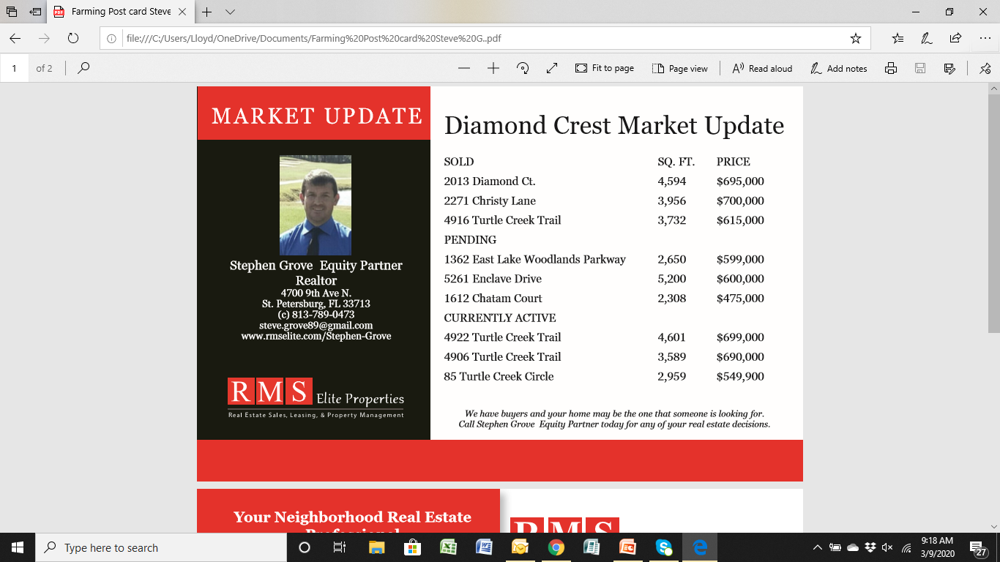 Farming Post card Steve
file:///C:/Users/Lloyd/OneDrive/Documents/Farming%20Post%20card%20Steve%20G..pdf
1 of 2 Fit to page Page view Read aloud Add notes
MARKET UPDATE
Stephen Grove Equity Partner
Realtor
4700 9th Ave N.
St. Petersburg, FL 33713
(c) 813-789-0473
steve.grove89@gmail.com
www.rmselite.com/Stephen-Grove
RMS Elite Properties
Real Estate Sales, Leasing, & Property Management
Diamond Crest Market Update
SOLD SQ. FT. PRICE
2013 Diamond Ct. 4,594 $695,000
2271 Christy Lane 3,956 $700,000
4916 Turtle Creek Trail 3,732 $615,000
PENDING
1362 East Lake Woodlands Parkway 2,650 $599,000
5261 Enclave Drive 5,200 $600,000
1612 Chatam Court 2,308 $475,000
CURRENTLY ACTIVE
4922 Turtle Creek Trail 4,601 $699,000
4906 Turtle Creek Trail 3,589 $690,000
85 Turtle Creek Circle 2,959 $549,900
We have buyers and your home may be the one that someone is looking for.
Call Stephen Grove Equity Partner today for any of your real estate decisions.
Your Neighborhood Real Estate
Professional
RMS
Type here to search
9:18 AM
3/9/2020
27